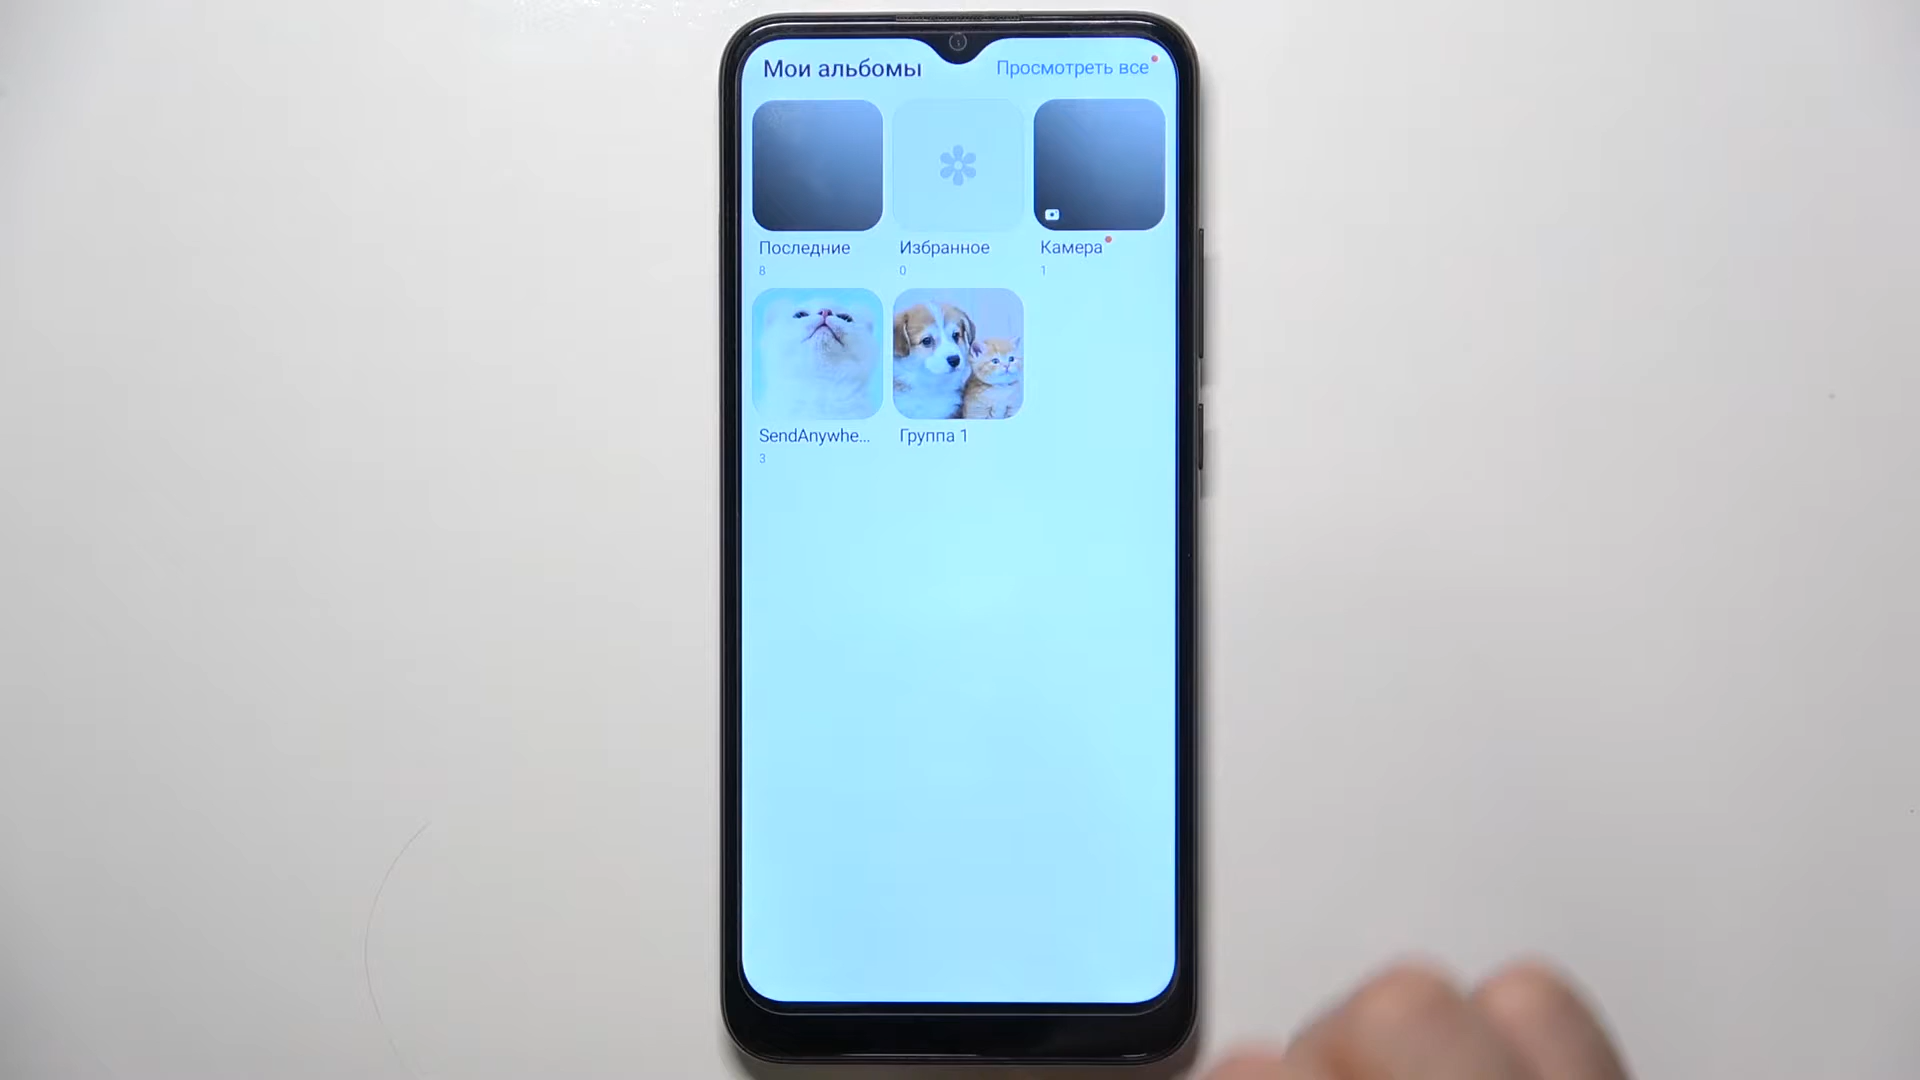 Мои альбомы
Просмотреть все
Последние
8
Избранное
0
Камера
1
SendAnywhe...
3
Группа 1